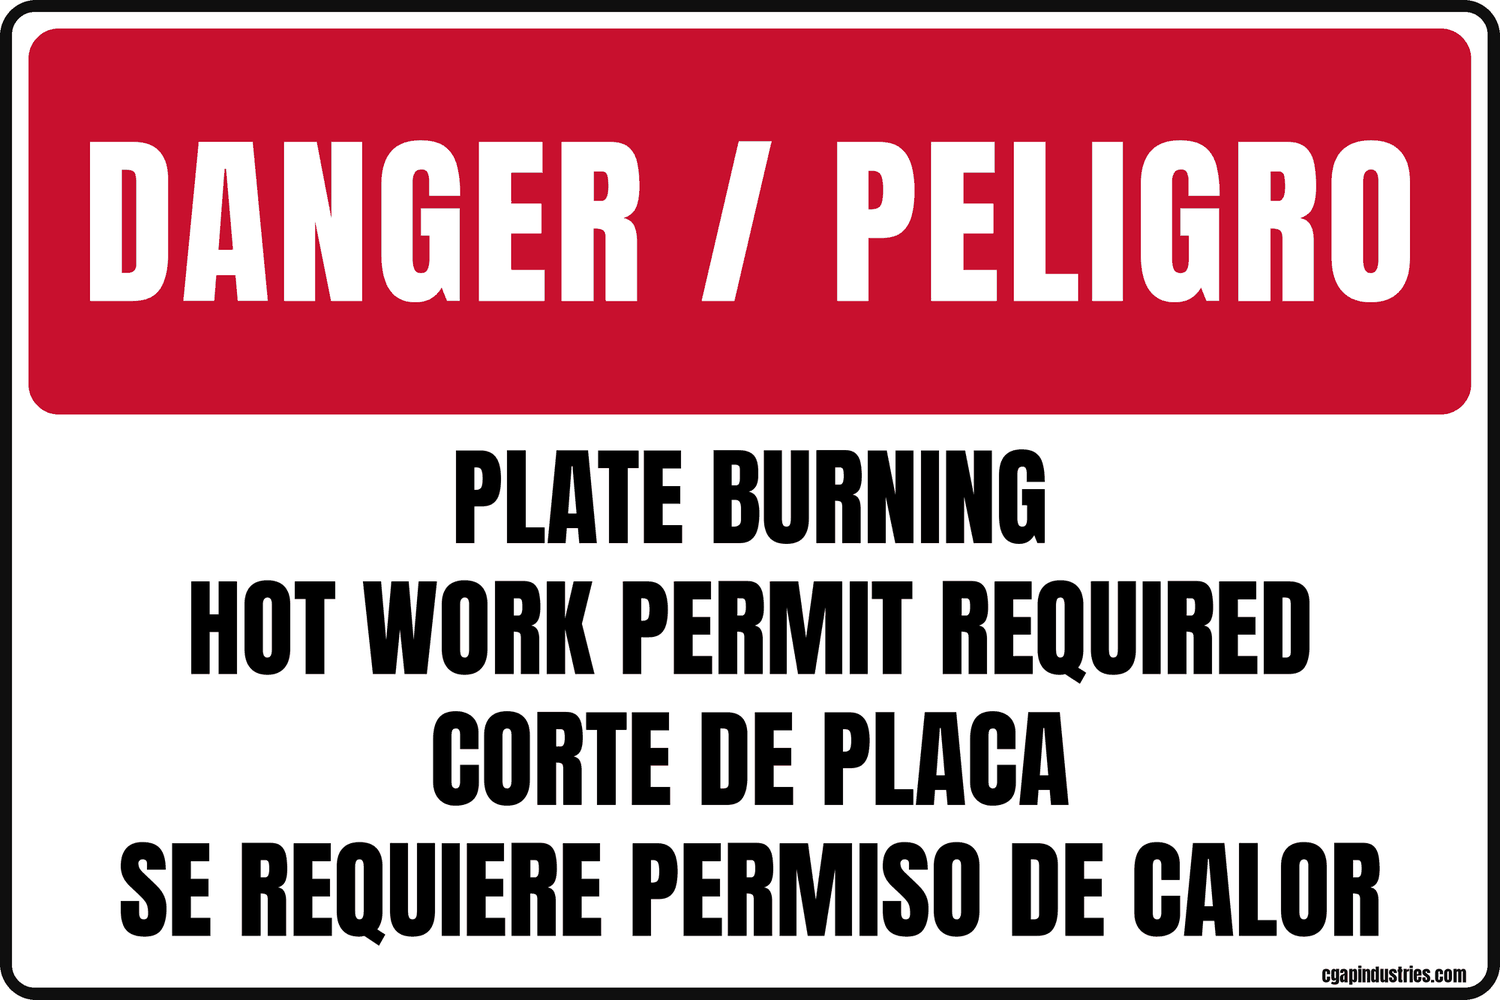 DANGER / PELIGRO
PLATE BURNING
HOT WORK PERMIT REQUIRED
CORTE DE PLACA
SE REQUIERE PERMISO DE CALOR
cgapindustries.com